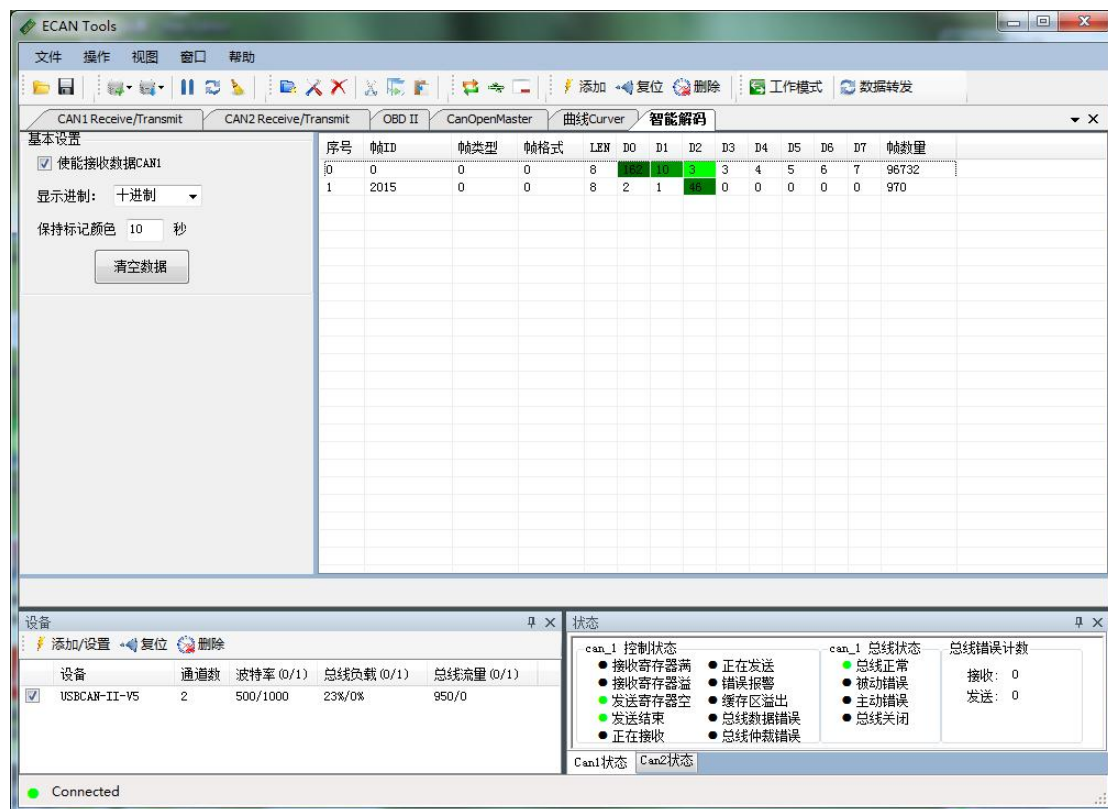 ECAN Tools
文件 操作 视图 窗口 帮助
添加 复位 删除 工作模式 数据转发
CAN1 Receive/Transmit CAN2 Receive/Transmit OBD II CanOpenMaster 曲线Curver 智能解码
基本设置
使能接收数据CAN1
显示进制: 十进制
保持标记颜色 10 秒
清空数据
序号 帧ID 帧类型 帧格式 LEN D0 D1 D2 D3 D4 D5 D6 D7 帧数量
0 0 0 0 8 162 10 3 3 4 5 6 7 96732
1 2015 0 0 8 2 1 46 0 0 0 0 0 970
设备
添加/设置 复位 删除
设备 通道数 波特率(0/1) 总线负载(0/1) 总线流量(0/1)
USBCAN-II-V5 2 500/1000 23%/0% 950/0
状态
can_1 控制状态
接收寄存器满 正在发送
接收寄存器溢 错误报警
发送寄存器空 缓存区溢出
发送结束 总线数据错误
正在接收 总线仲裁错误
can_1 总线状态
总线正常
被动错误
主动错误
总线关闭
总线错误计数
接收: 0
发送: 0
Can1状态 Can2状态
Connected